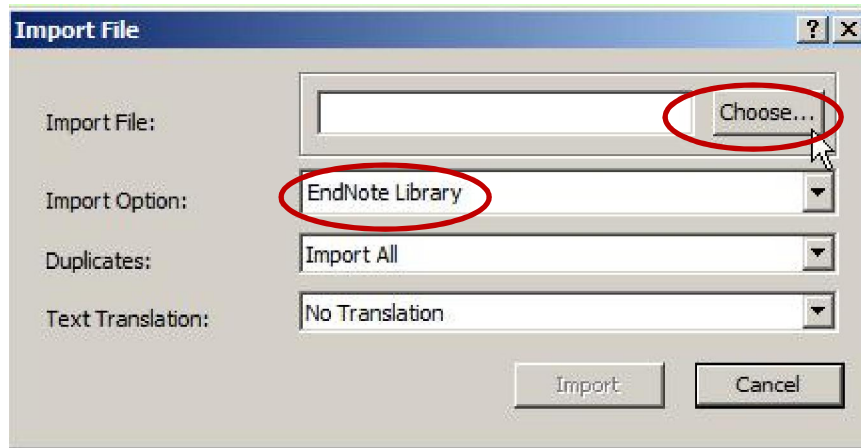 Import File
Import File: Choose...
Import Option: EndNote Library
Duplicates: Import All
Text Translation: No Translation
Import Cancel